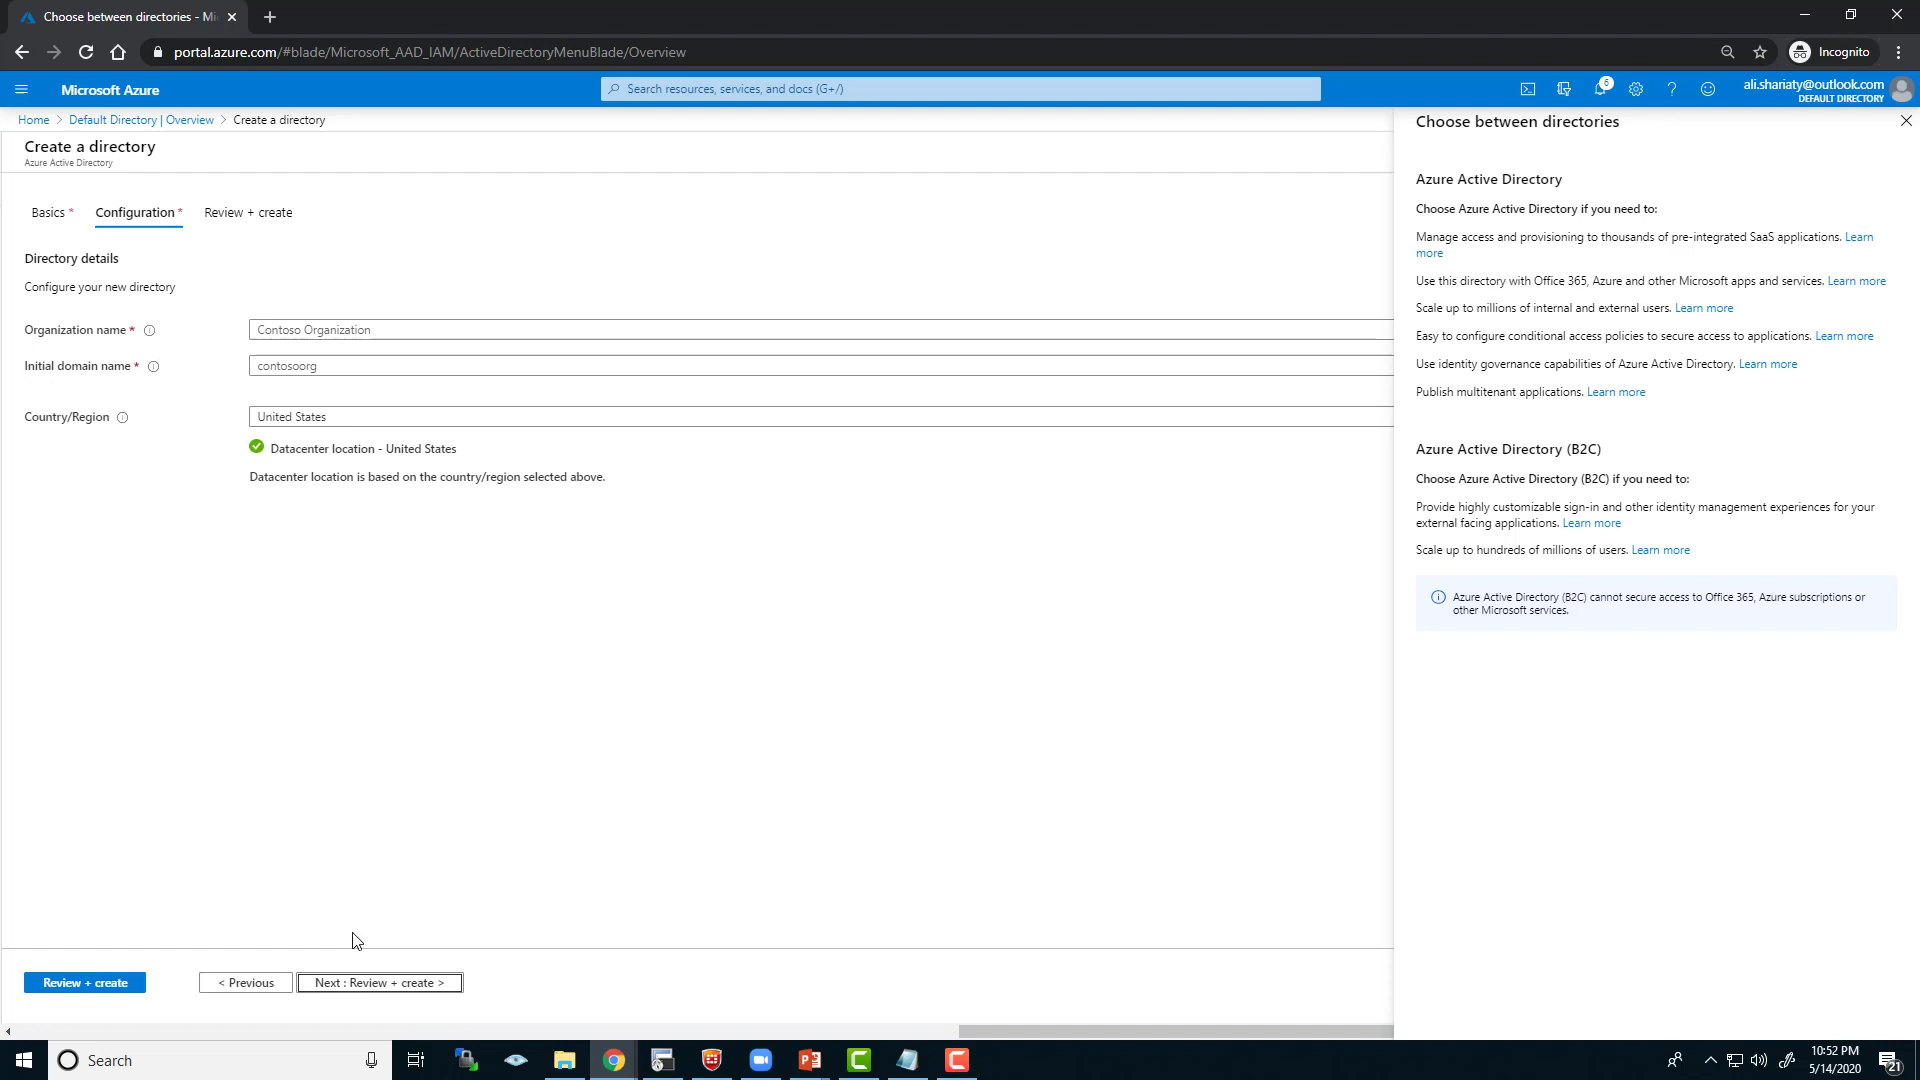 Choose between directories - Mi
portal.azure.com/#blade/Microsoft_AAD_IAM/ActiveDirectoryMenuBlade/Overview
Incognito
Microsoft Azure
Search resources, services, and docs (G+/)
6
ali.shariaty@outlook.com
DEFAULT DIRECTORY
Home > Default Directory | Overview > Create a directory
Create a directory
Azure Active Directory
Basics * Configuration * Review + create
Directory details
Configure your new directory
Organization name *
Contoso Organization
Initial domain name *
contosoorg
Country/Region
United States
Datacenter location - United States
Datacenter location is based on the country/region selected above.
Review + create
< Previous
Next : Review + create >
Choose between directories
Azure Active Directory
Choose Azure Active Directory if you need to:
Manage access and provisioning to thousands of pre-integrated SaaS applications. Learn
more
Use this directory with Office 365, Azure and other Microsoft apps and services. Learn more
Scale up to millions of internal and external users. Learn more
Easy to configure conditional access policies to secure access to applications. Learn more
Use identity governance capabilities of Azure Active Directory. Learn more
Publish multitenant applications. Learn more
Azure Active Directory (B2C)
Choose Azure Active Directory (B2C) if you need to:
Provide highly customizable sign-in and other identity management experiences for your
external facing applications. Learn more
Scale up to hundreds of millions of users. Learn more
Azure Active Directory (B2C) cannot secure access to Office 365, Azure subscriptions or
other Microsoft services.
Search
10:52 PM
5/14/2020
21